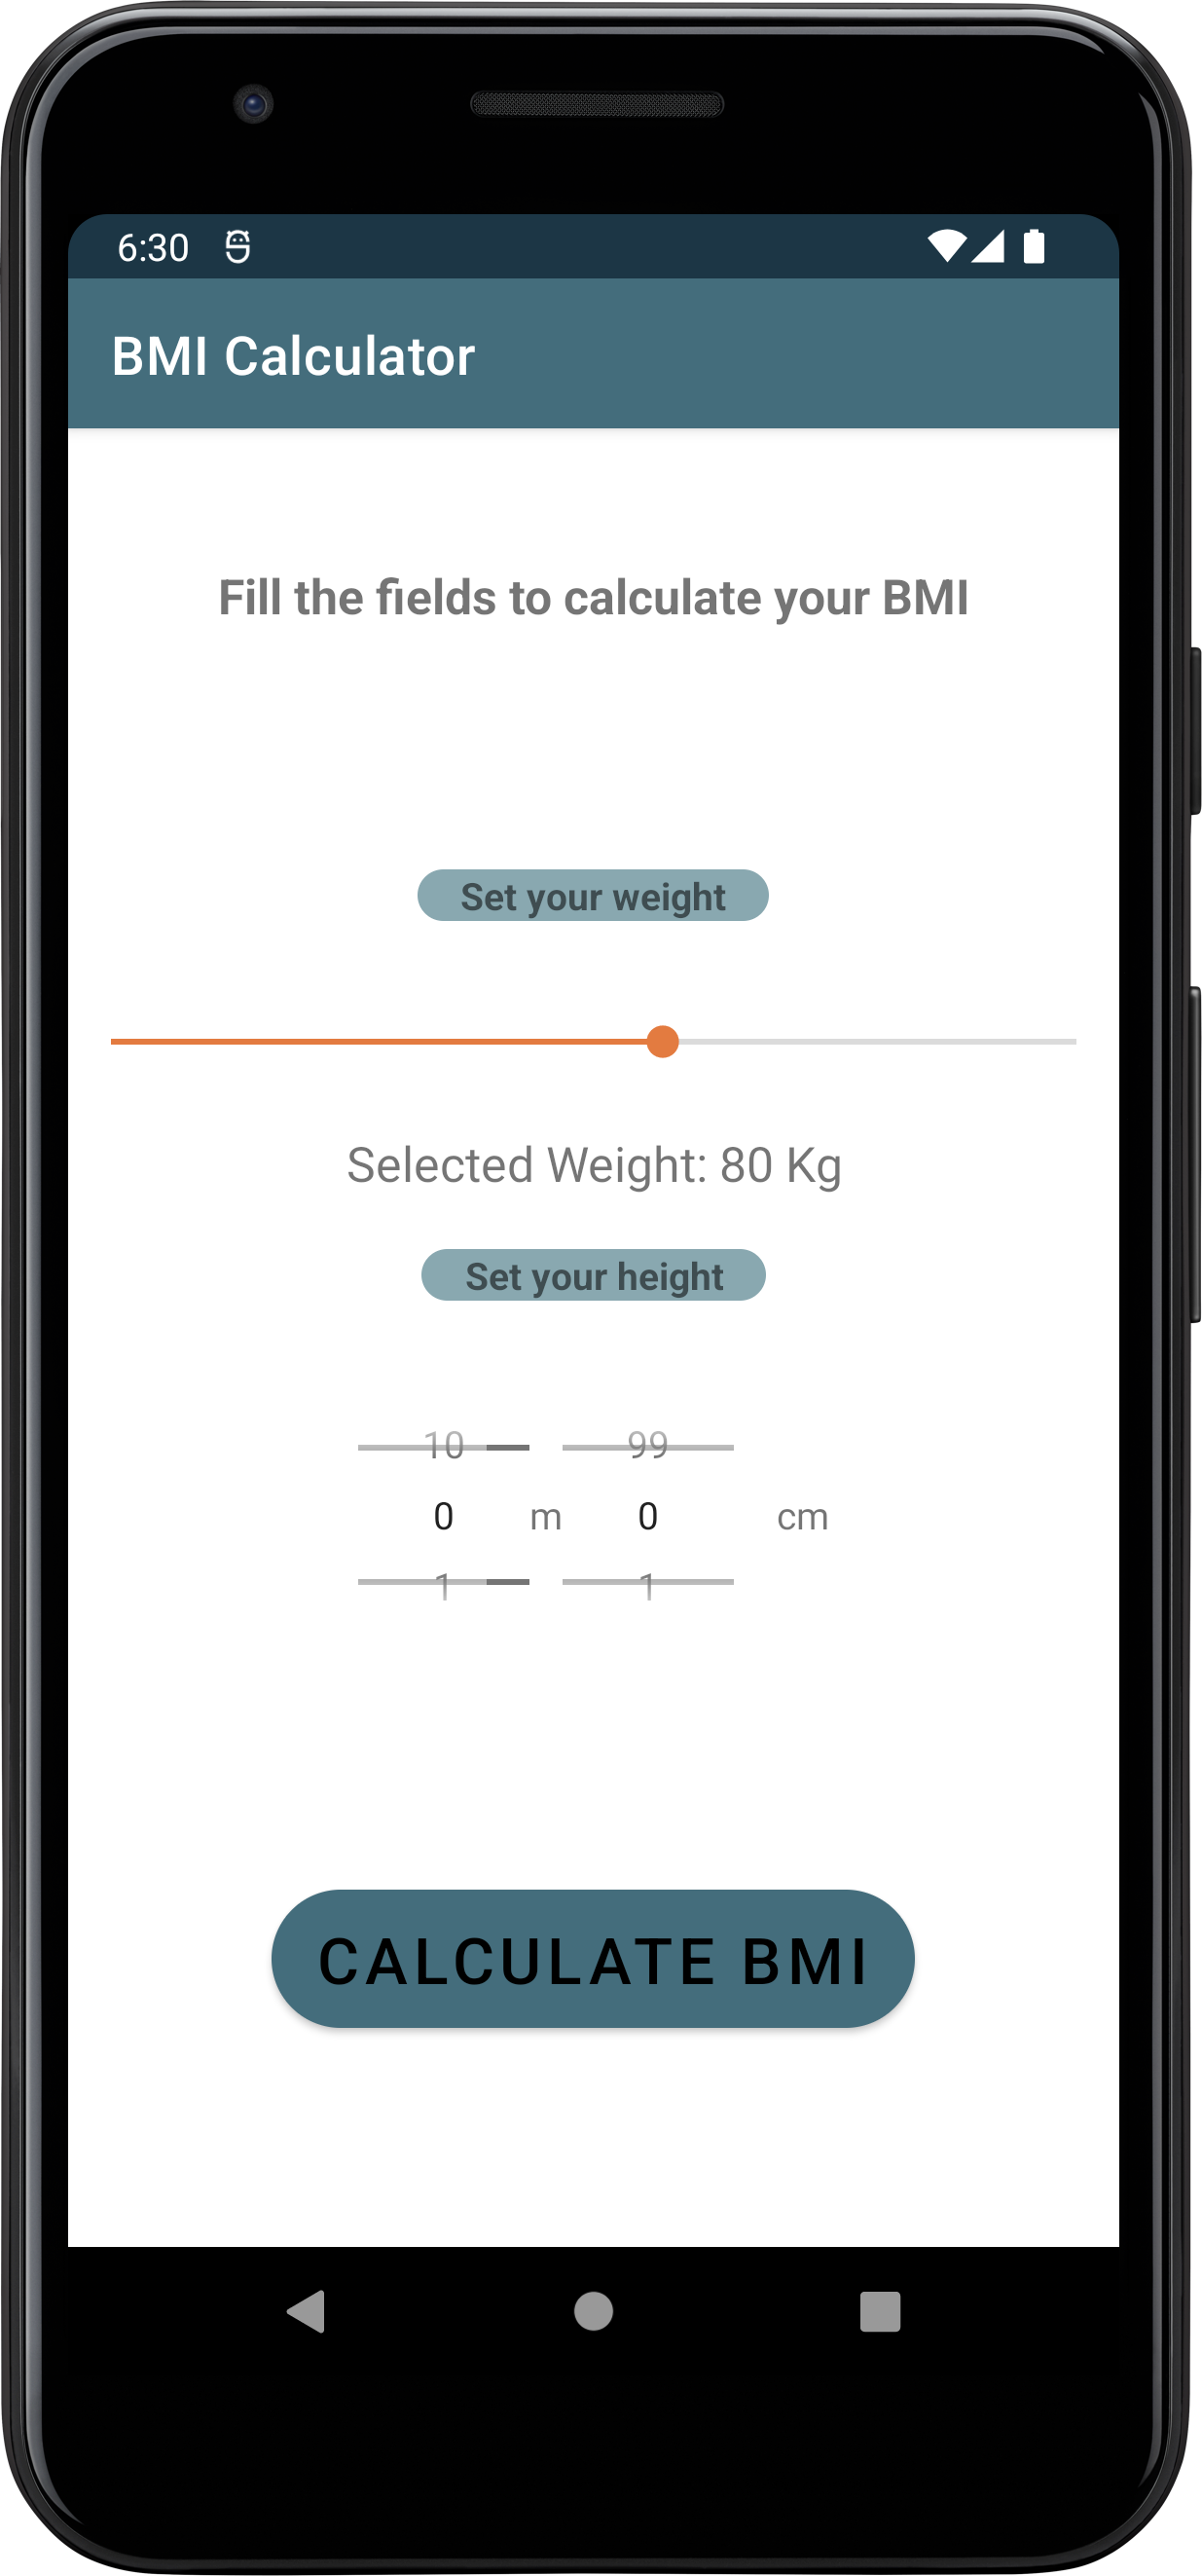 6:30
BMI Calculator
Fill the fields to calculate your BMI
Set your weight
Selected Weight: 80 Kg
Set your height
10 99
0 m 0 cm
1 1
CALCULATE BMI